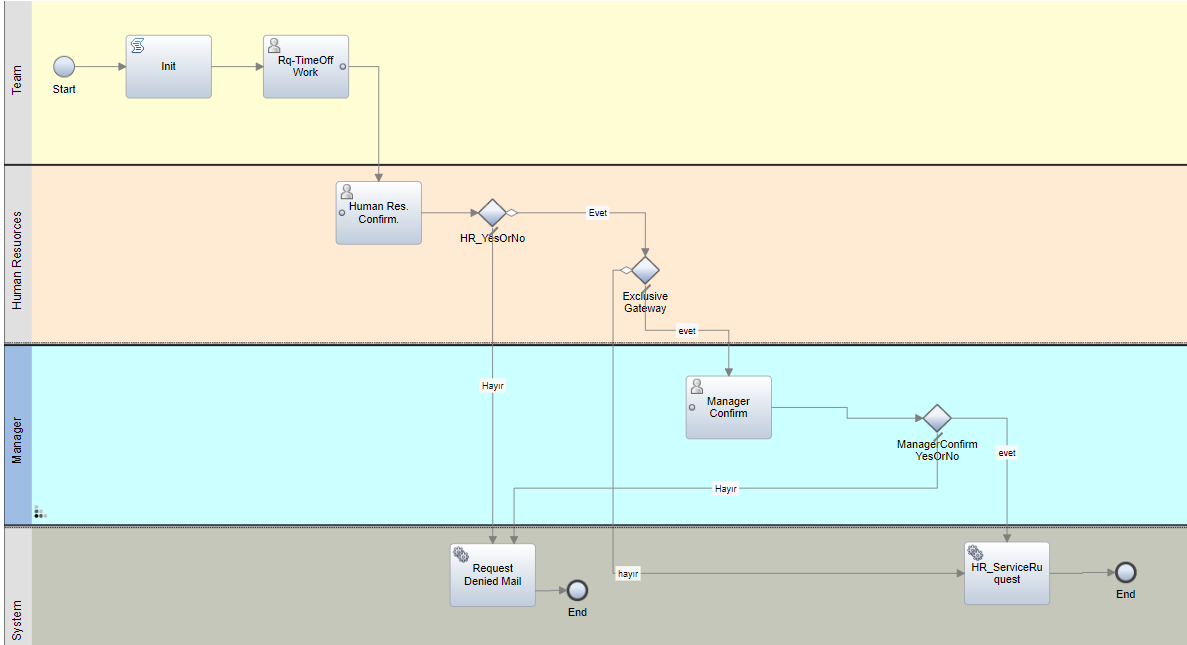 Team
Start
Init
Rq-TimeOff
Work
Human Resuorces
Human Res.
Confirm.
HR_YesOrNo
Evet
Exclusive
Gateway
evet
Hayır
Manager
Manager
Confirm
ManagerConfirm
YesOrNo
evet
Hayır
System
Request
Denied Mail
End
hayır
HR_ServiceRu
quest
End